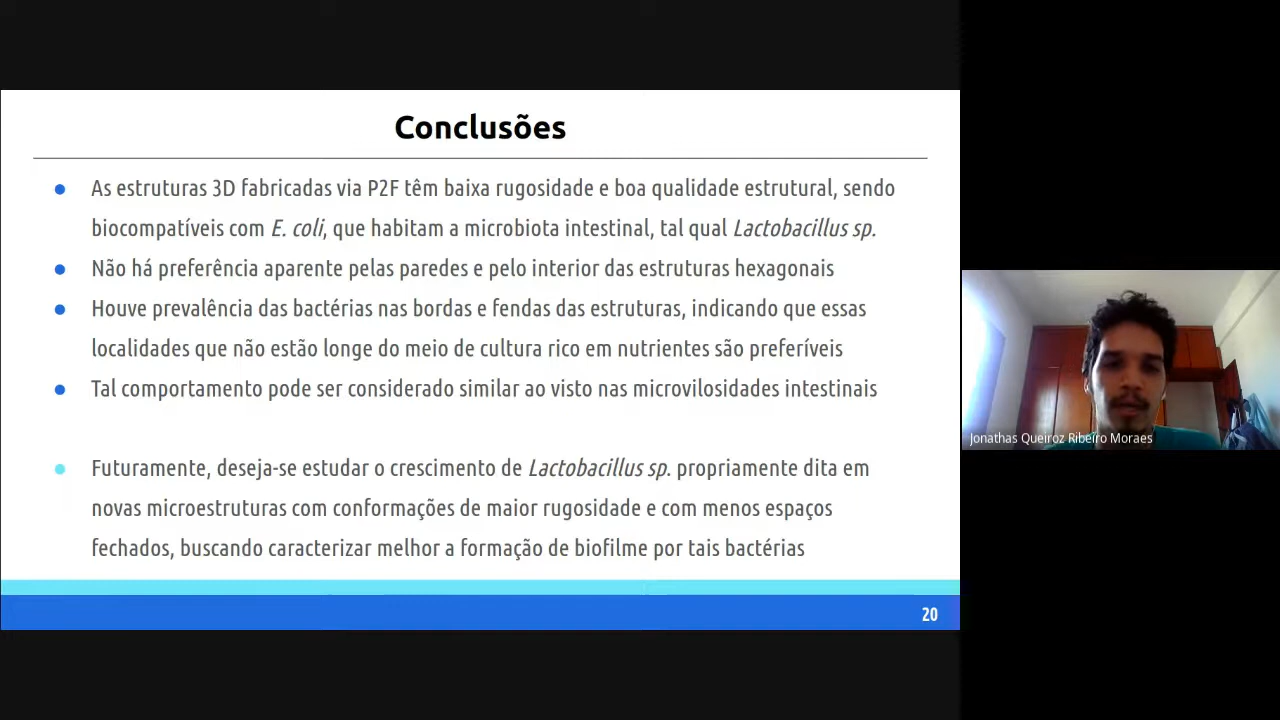 Conclusões
As estruturas 3D fabricadas via P2F têm baixa rugosidade e boa qualidade estrutural, sendo
biocompatíveis com E. coli, que habitam a microbiota intestinal, tal qual Lactobacillus sp.
Não há preferência aparente pelas paredes e pelo interior das estruturas hexagonais
Houve prevalência das bactérias nas bordas e fendas das estruturas, indicando que essas
localidades que não estão longe do meio de cultura rico em nutrientes são preferíveis
Tal comportamento pode ser considerado similar ao visto nas microvilosidades intestinais
Futuramente, deseja-se estudar o crescimento de Lactobacillus sp. propriamente dita em
novas microestruturas com conformações de maior rugosidade e com menos espaços
fechados, buscando caracterizar melhor a formação de biofilme por tais bactérias
20
Jonathas Queiroz Ribeiro Moraes